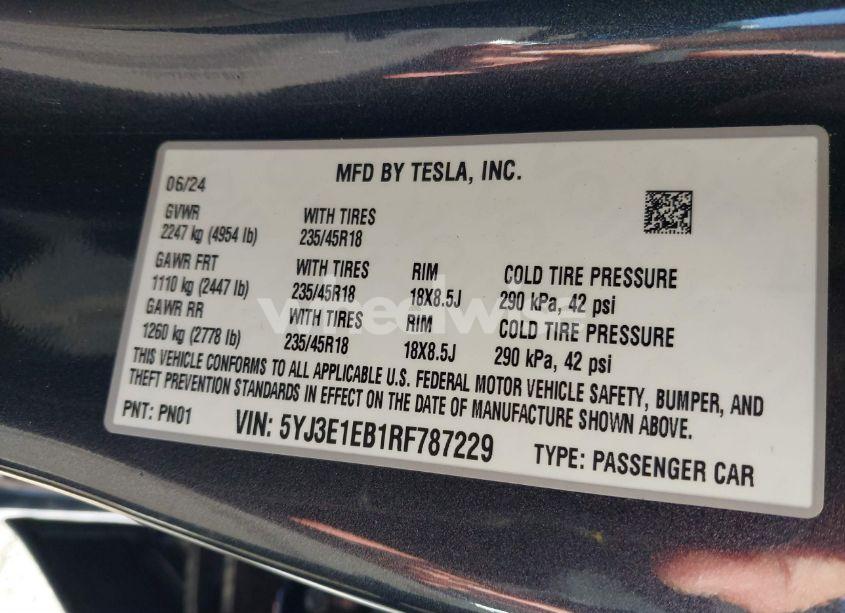 MFD BY TESLA, INC.
06/24
GVWR
2247 kg (4954 lb)
WITH TIRES
235/45R18
GAWR FRT
1110 kg (2447 lb)
WITH TIRES
235/45R18
RIM
18X8.5J
COLD TIRE PRESSURE
290 kPa, 42 psi
GAWR RR
1260 kg (2778 lb)
WITH TIRES
235/45R18
RIM
18X8.5J
COLD TIRE PRESSURE
290 kPa, 42 psi
THIS VEHICLE CONFORMS TO ALL APPLICABLE U.S. FEDERAL MOTOR VEHICLE SAFETY, BUMPER, AND
THEFT PREVENTION STANDARDS IN EFFECT ON THE DATE OF MANUFACTURE SHOWN ABOVE.
PNT: PN01
VIN: 5YJ3E1EB1RF787229
TYPE: PASSENGER CAR
wheelwise